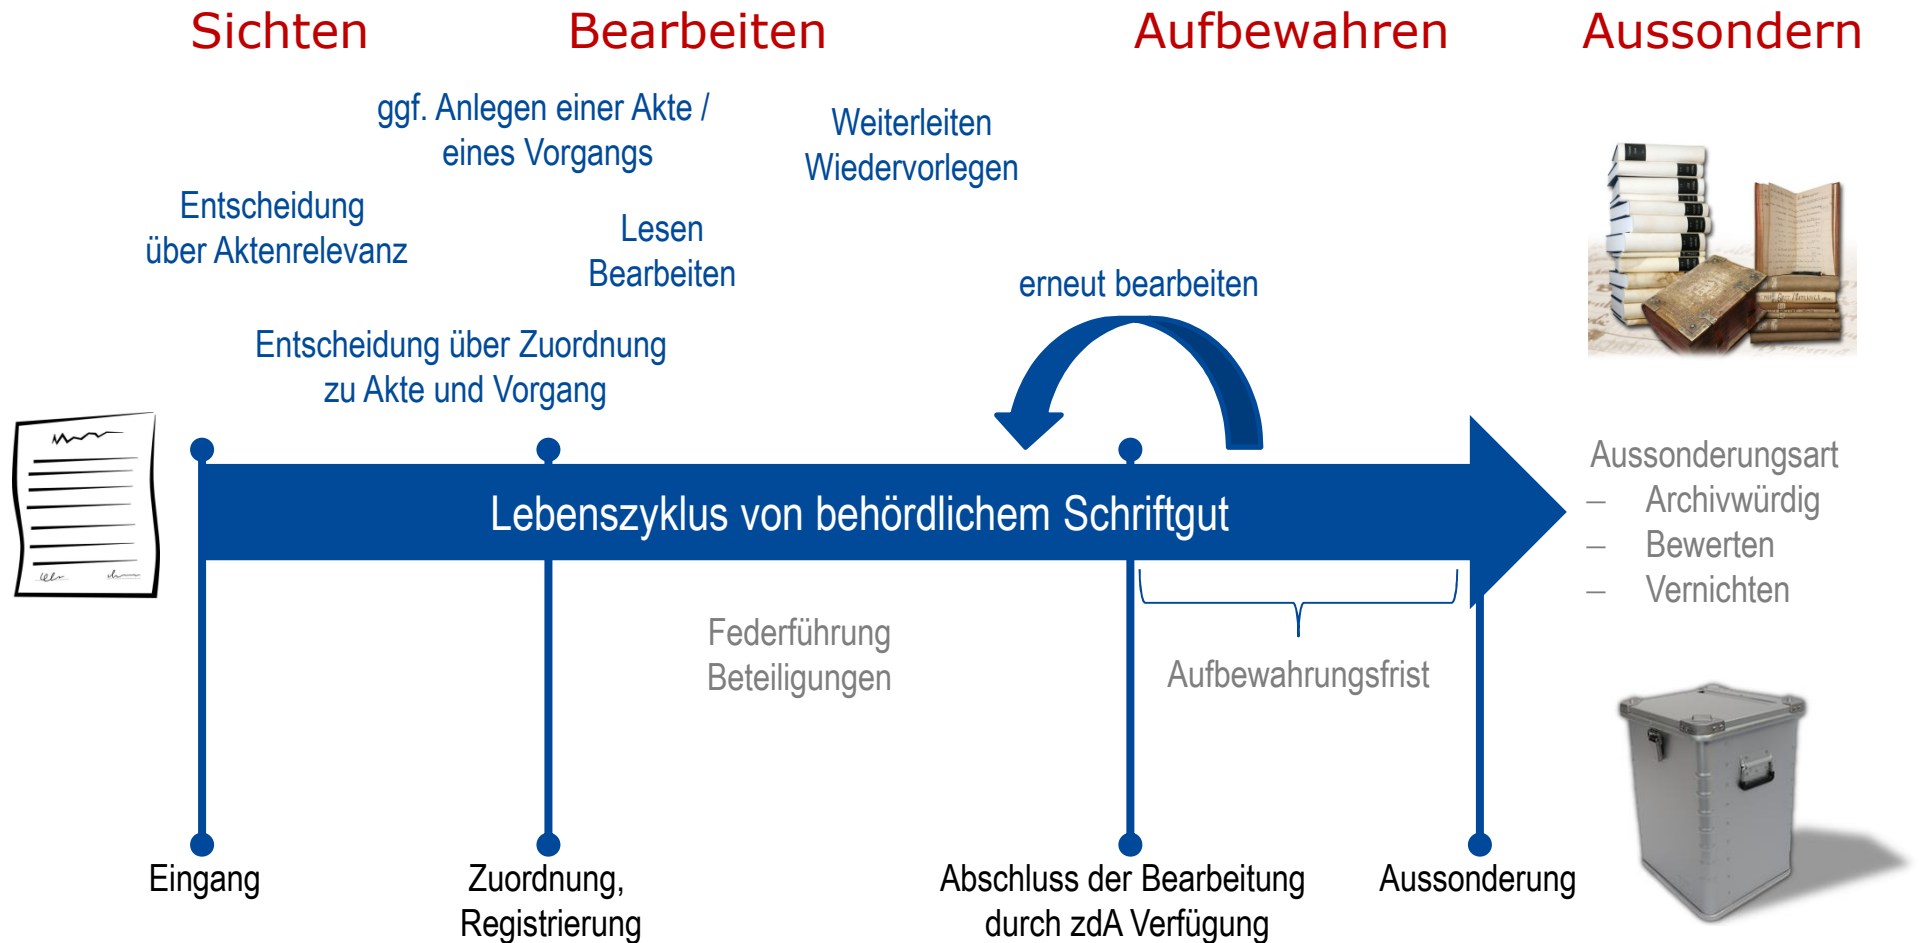 Sichten
Bearbeiten
Aufbewahren
Aussondern
ggf. Anlegen einer Akte /
eines Vorgangs
Weiterleiten
Wiedervorlegen
Entscheidung
über Aktenrelevanz
Lesen
Bearbeiten
erneut bearbeiten
Entscheidung über Zuordnung
zu Akte und Vorgang
Lebenszyklus von behördlichem Schriftgut
Aussonderungsart
– Archivwürdig
– Bewerten
– Vernichten
Federführung
Beteiligungen
Aufbewahrungsfrist
Eingang
Zuordnung,
Registrierung
Abschluss der Bearbeitung
durch zdA Verfügung
Aussonderung